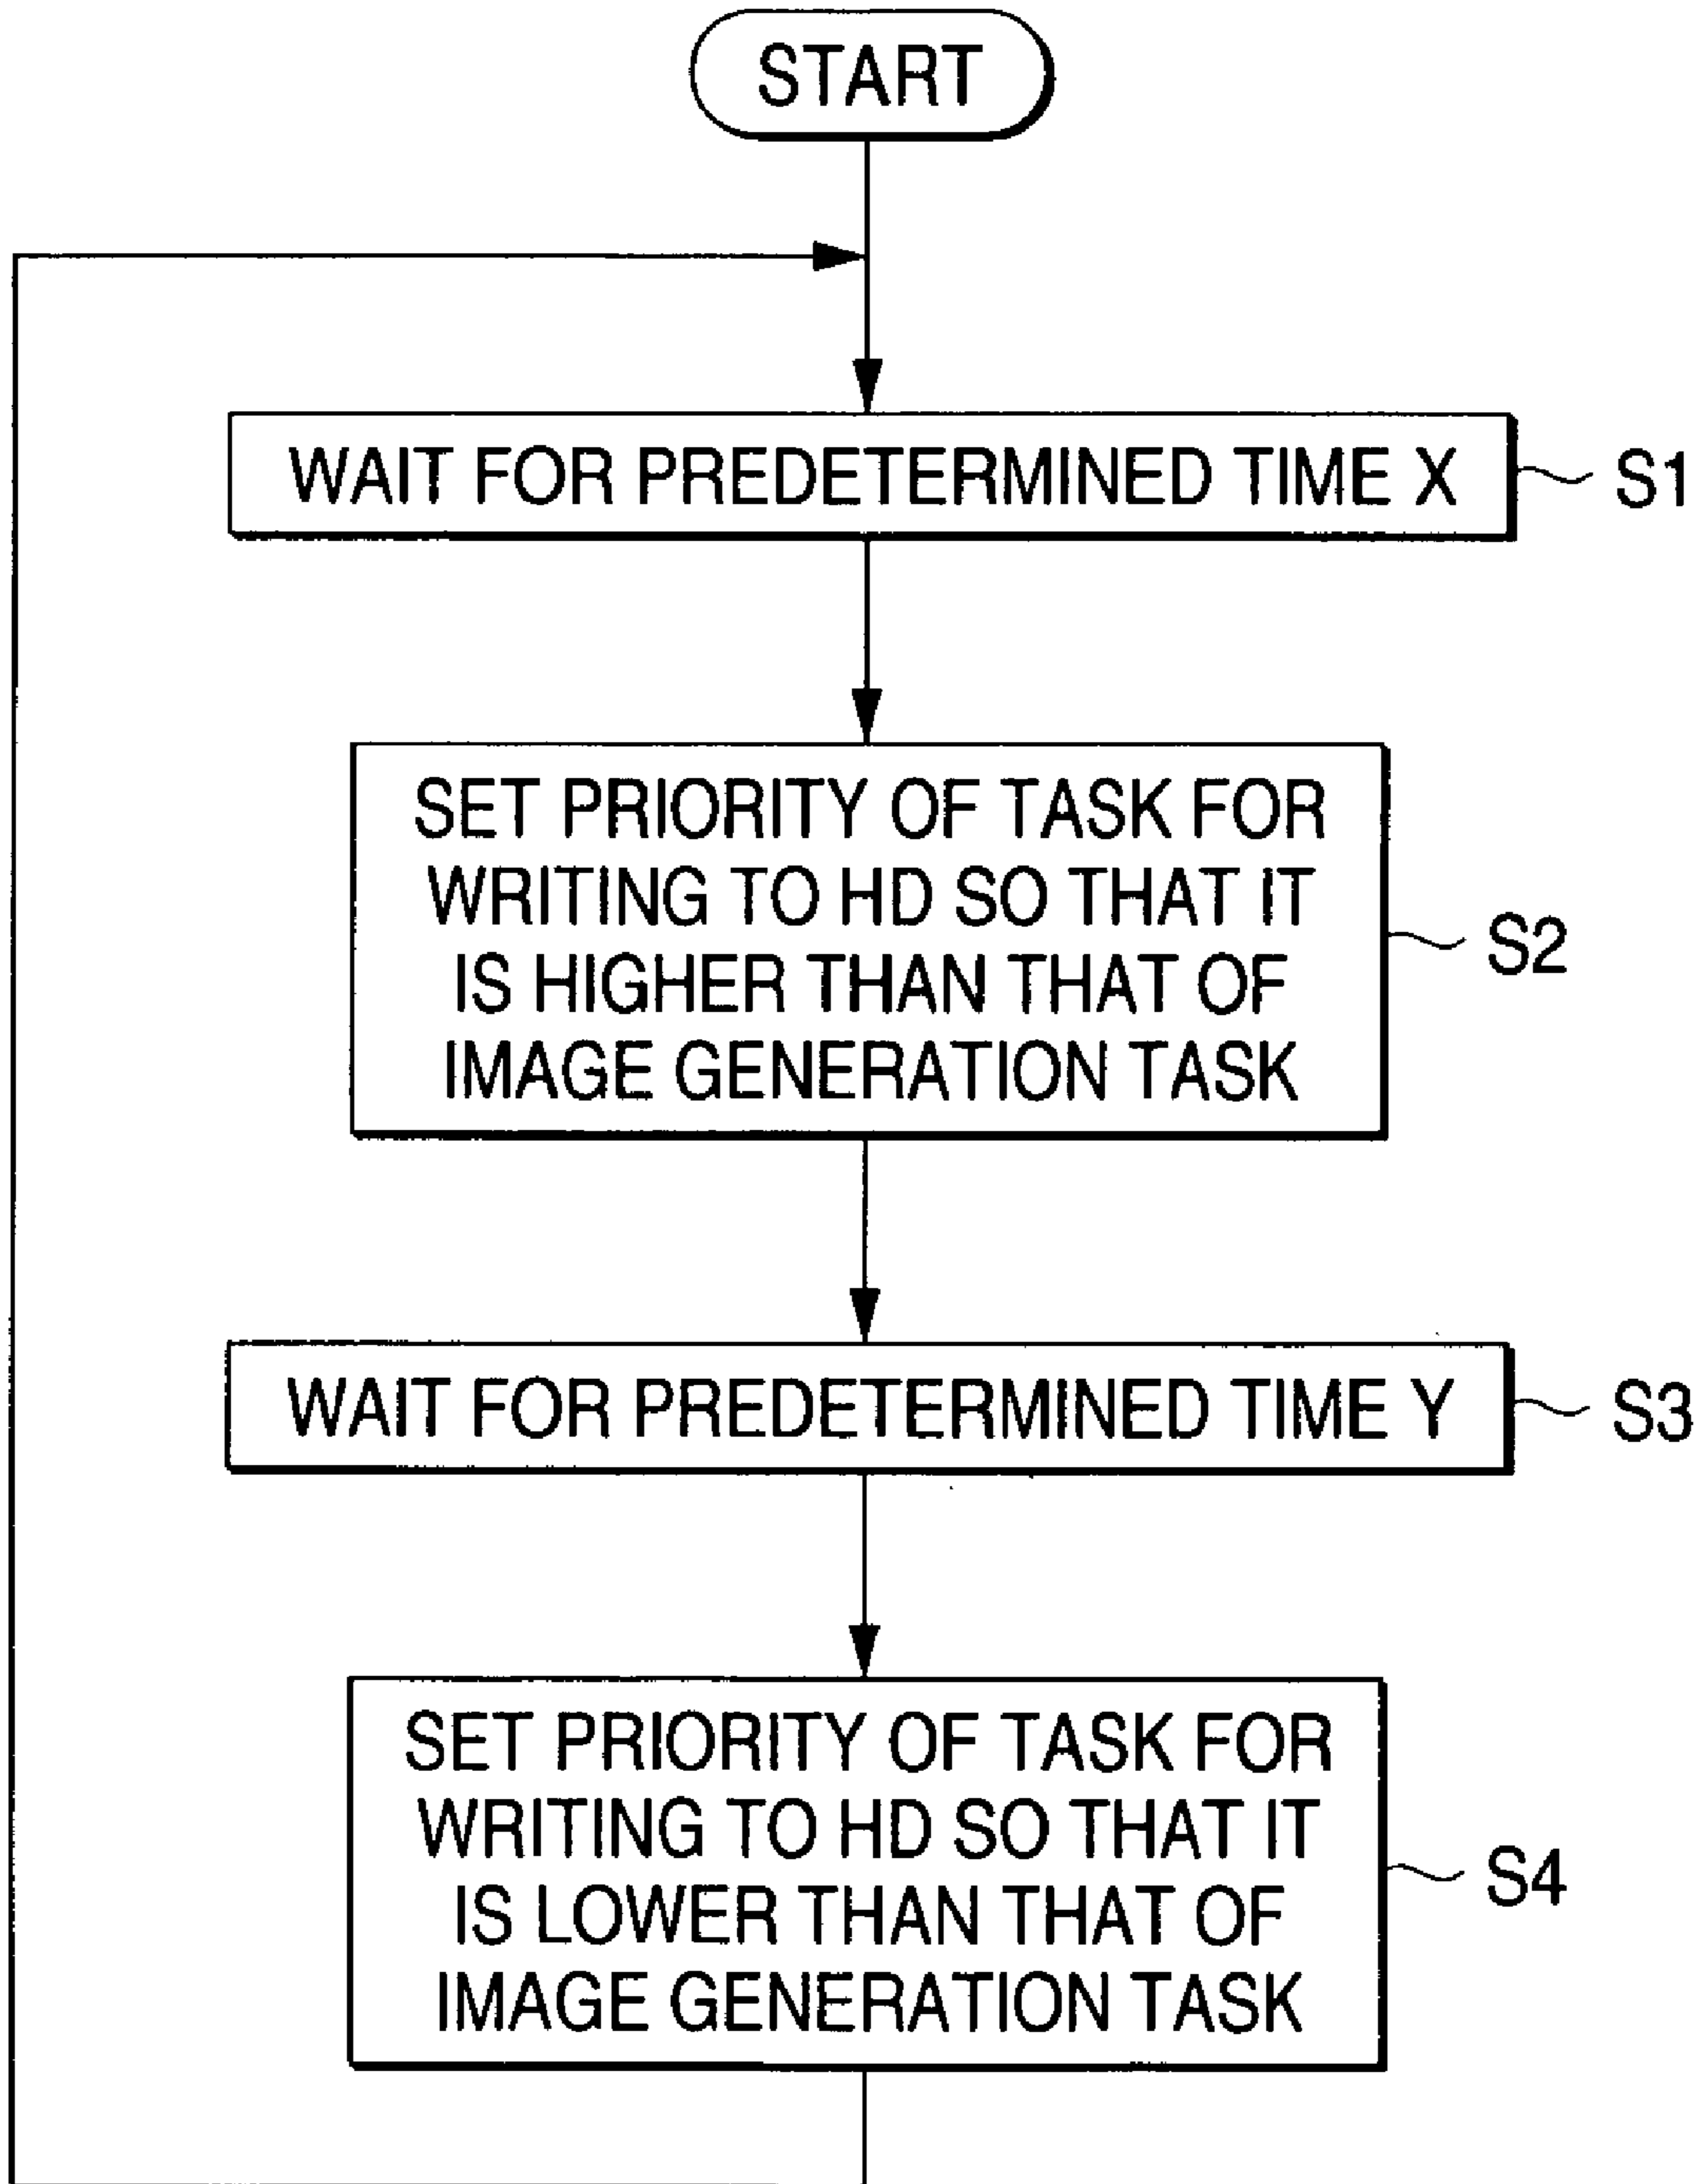 START
WAIT FOR PREDETERMINED TIME X
S1
SET PRIORITY OF TASK FOR
WRITING TO HD SO THAT IT
IS HIGHER THAN THAT OF
IMAGE GENERATION TASK
S2
WAIT FOR PREDETERMINED TIME Y
S3
SET PRIORITY OF TASK FOR
WRITING TO HD SO THAT IT
IS LOWER THAN THAT OF
IMAGE GENERATION TASK
S4